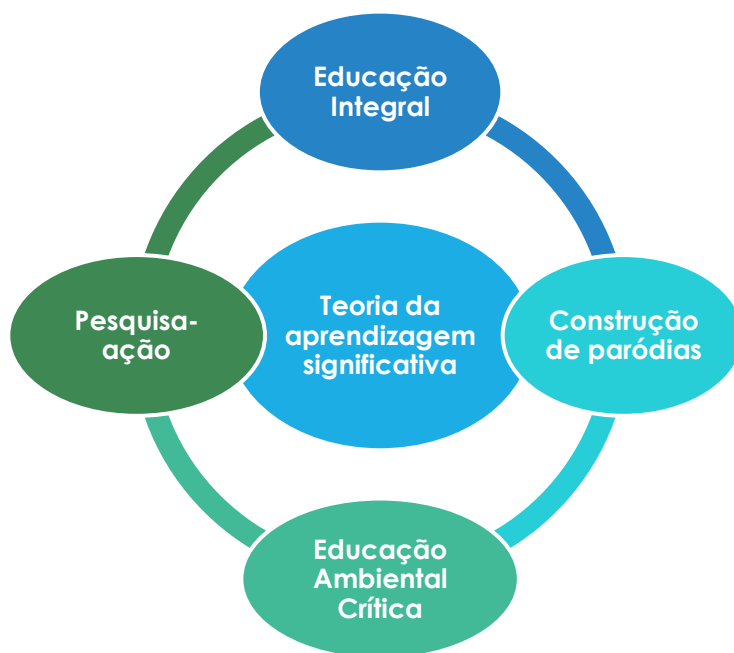 Educação
Integral
Pesquisa-
ação
Teoria da
aprendizagem
significativa
Construção
de paródias
Educação
Ambiental
Crítica